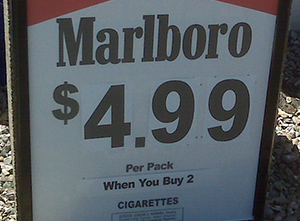 Marlboro
$4.99
Per Pack
When You Buy 2
CIGARETTES